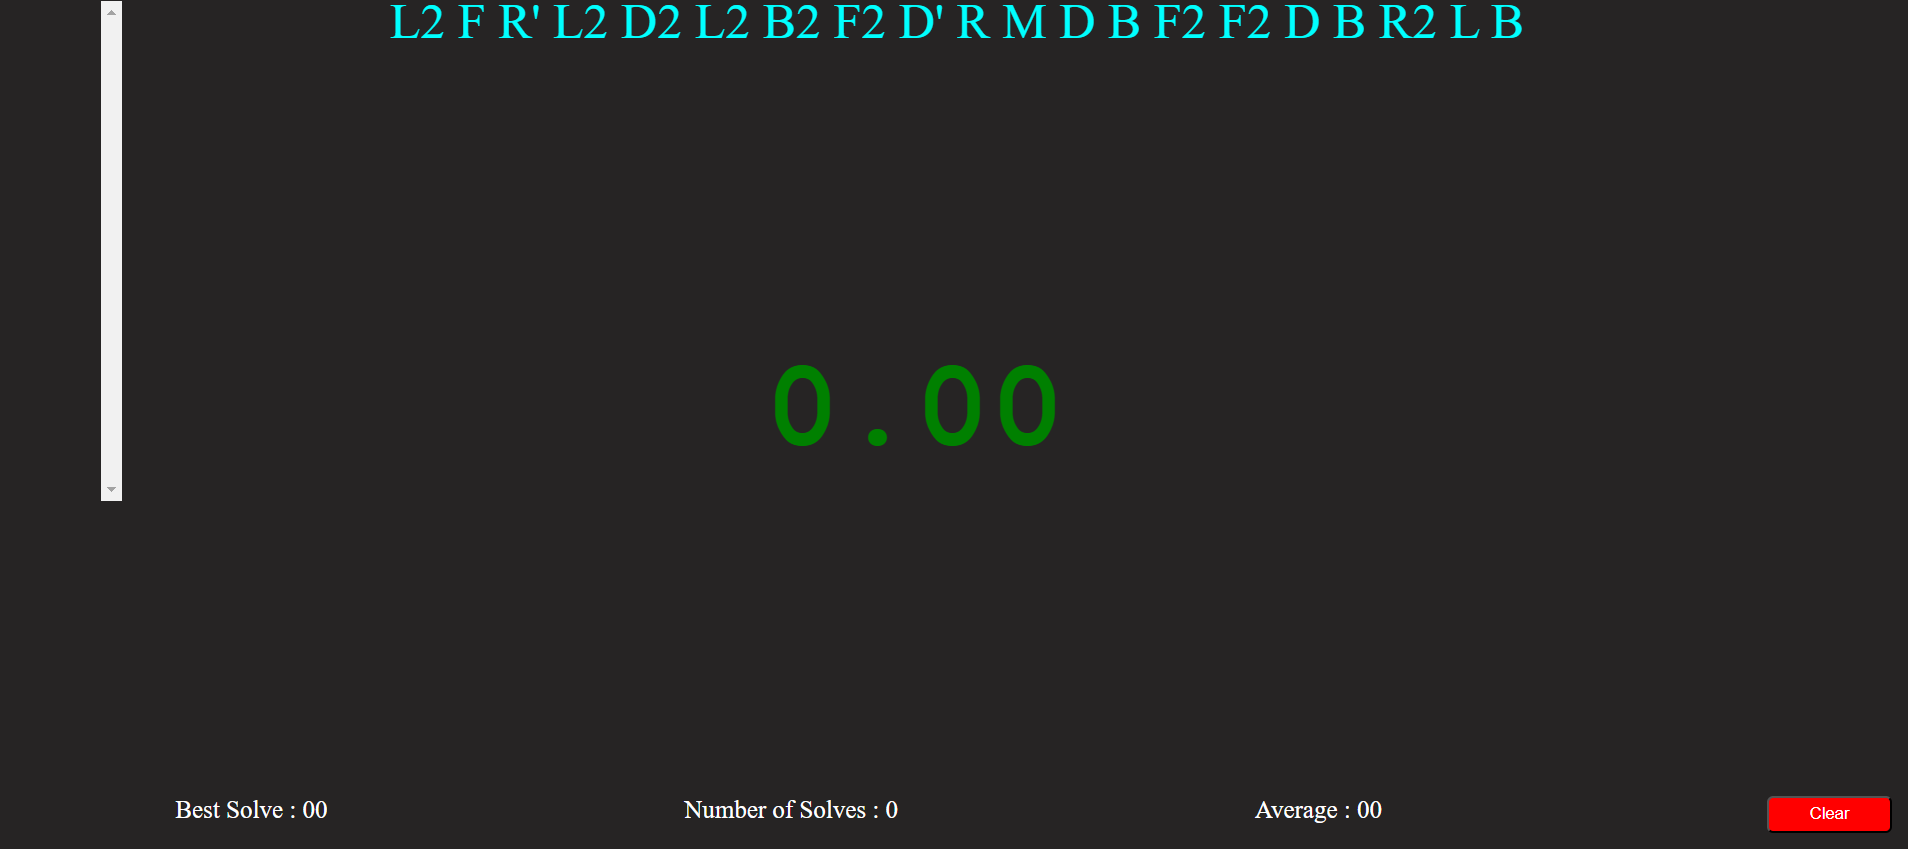 L2 F R' L2 D2 L2 B2 F2 D' R M D B F2 F2 D B R2 L B
0.00
Best Solve : 00
Number of Solves : 0
Average : 00
Clear